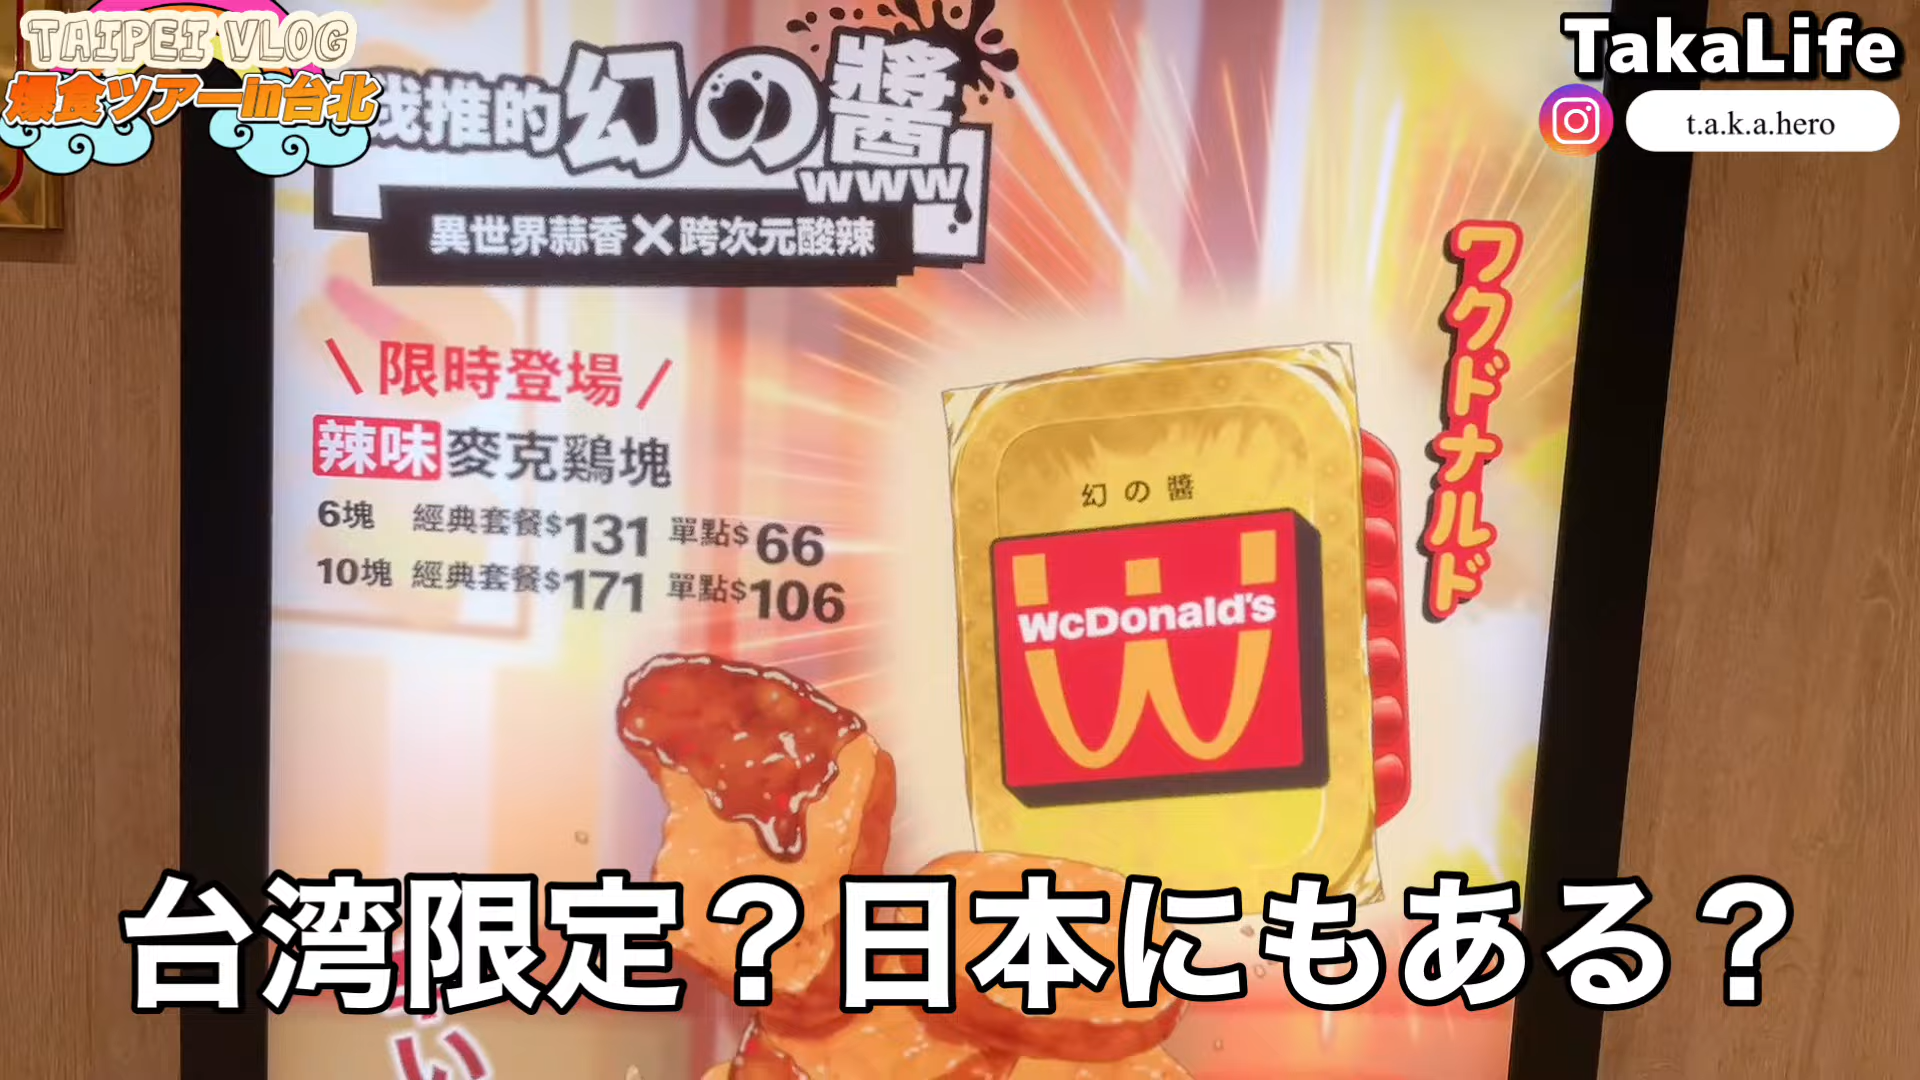 TAIPEI VLOG
爆食ツアーin台北
TakaLife
t.a.k.a.hero
我推的幻の醬
www
異世界蒜香×跨次元酸辣
ワクドナルド
\ 限時登場 /
辣味麥克鷄塊
6塊 經典套餐$131 單點$66
10塊 經典套餐$171 單點$106
幻の醬
WcDonald's
台湾限定？日本にもある？
い